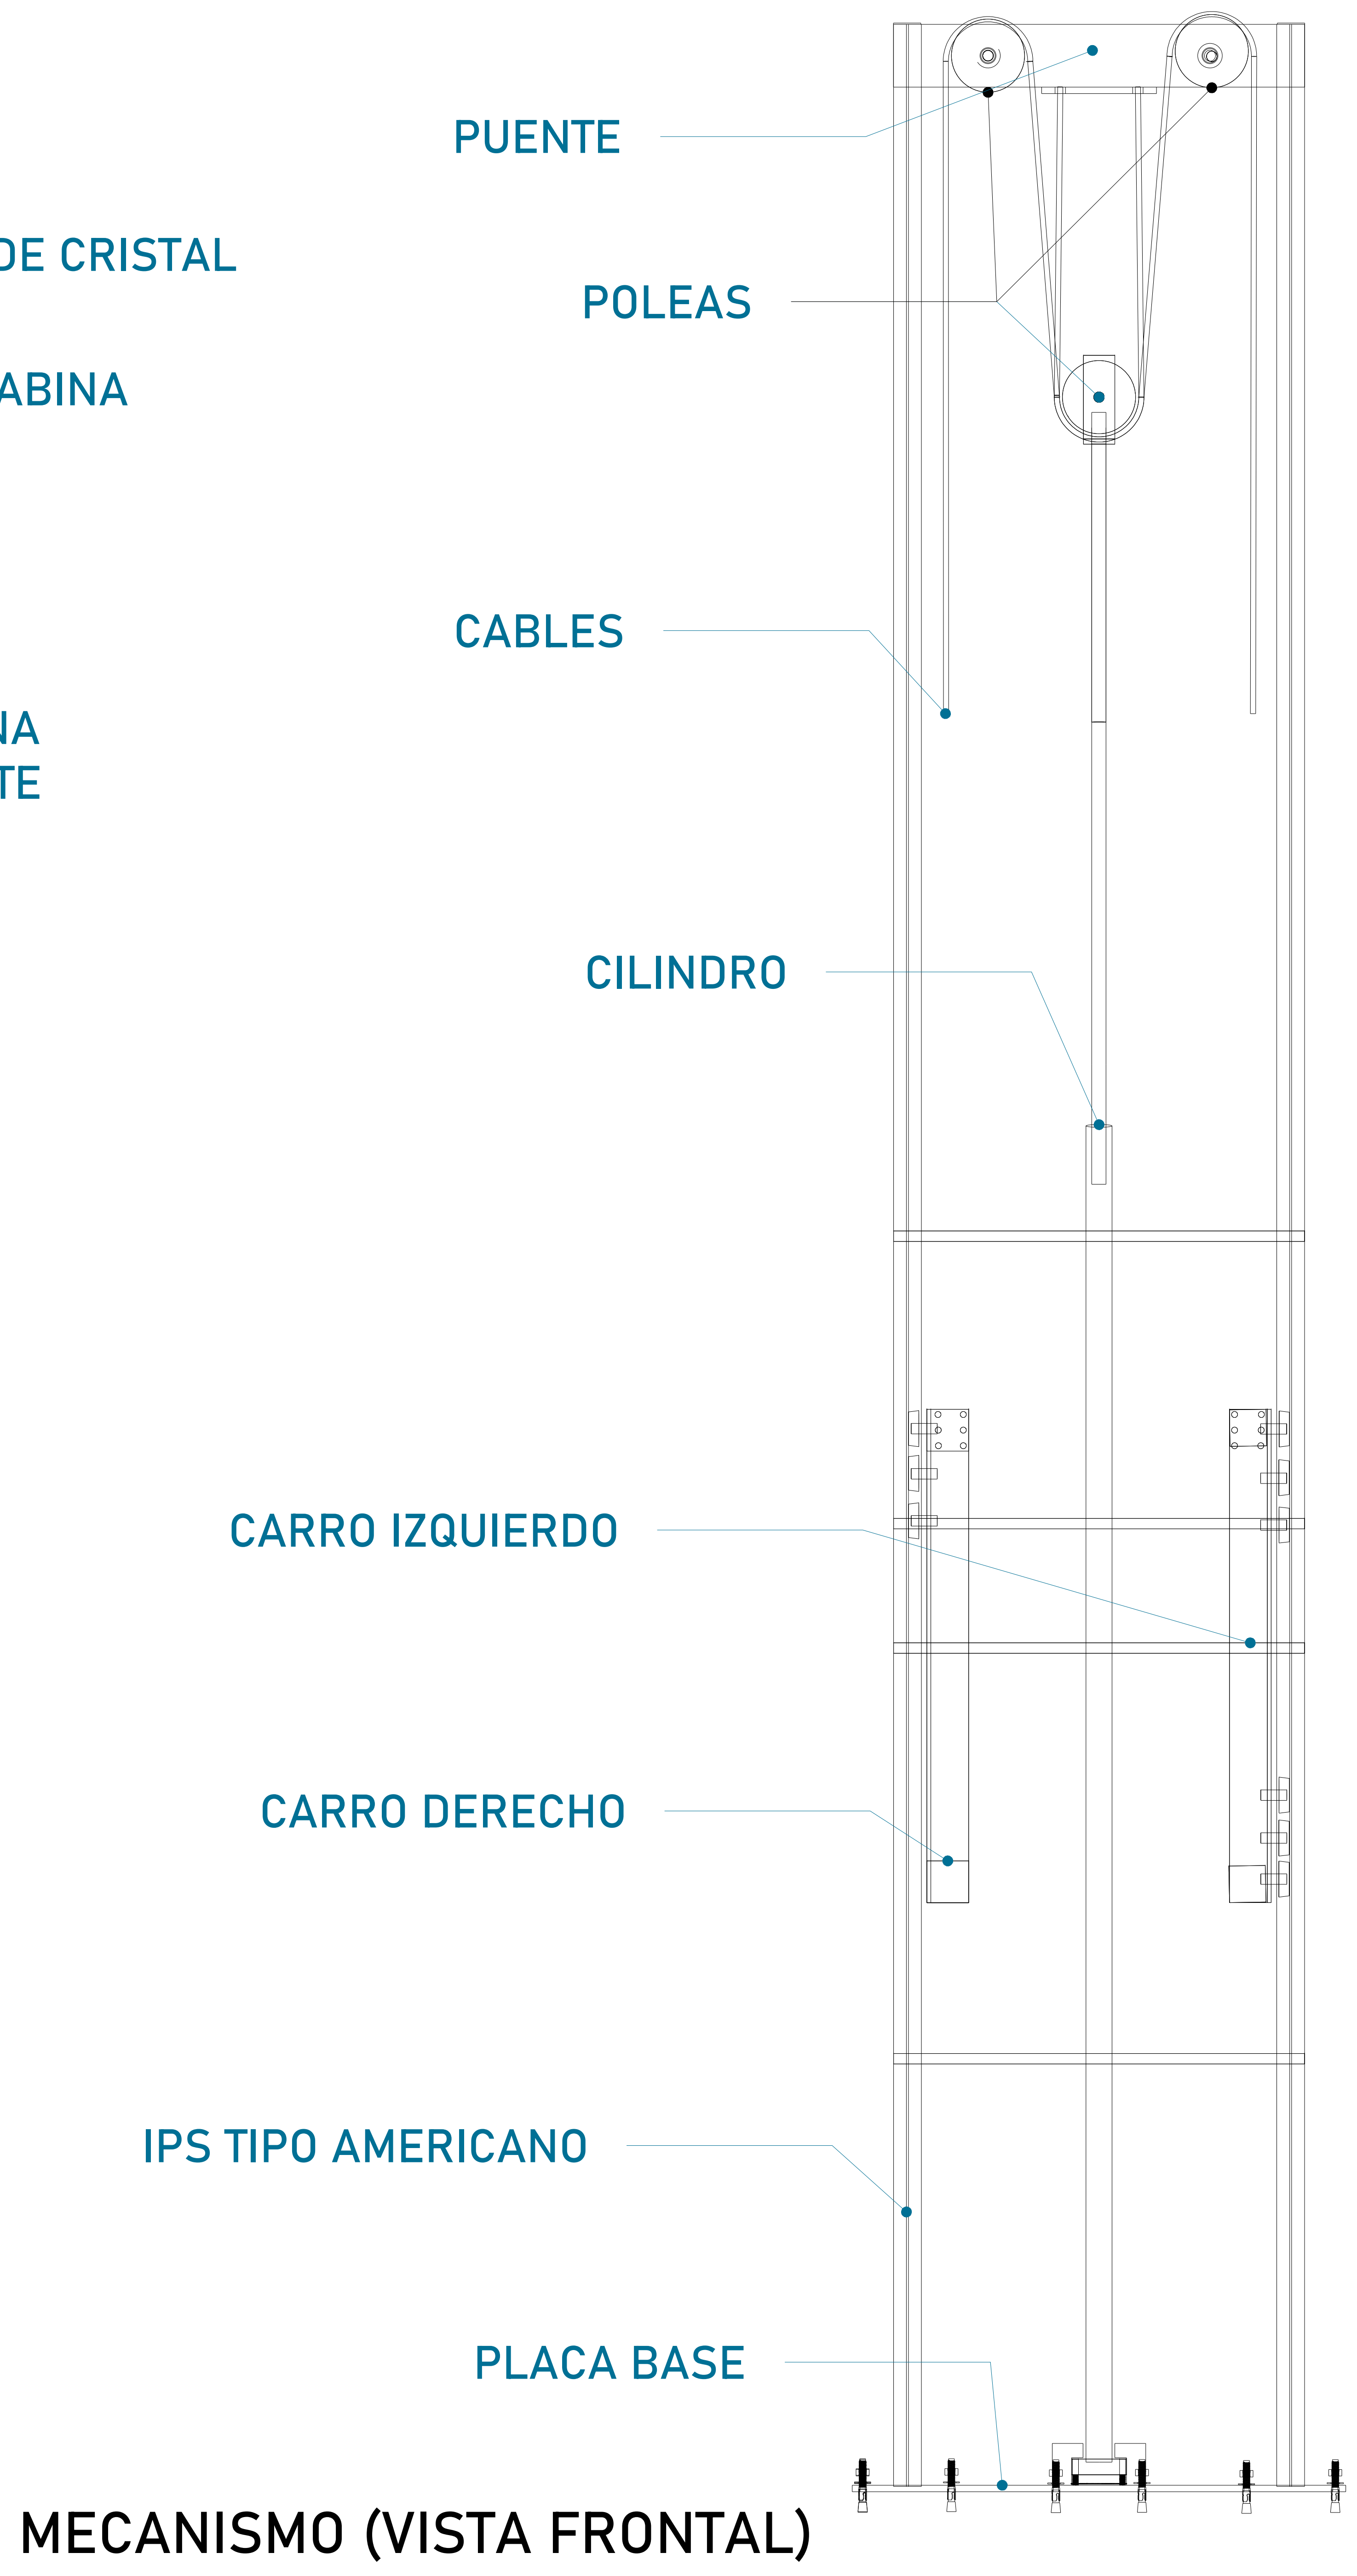 PUENTE
DE CRISTAL
POLEAS
ABINA
CABLES
NA
TE
CILINDRO
CARRO IZQUIERDO
CARRO DERECHO
IPS TIPO AMERICANO
PLACA BASE
MECANISMO (VISTA FRONTAL)